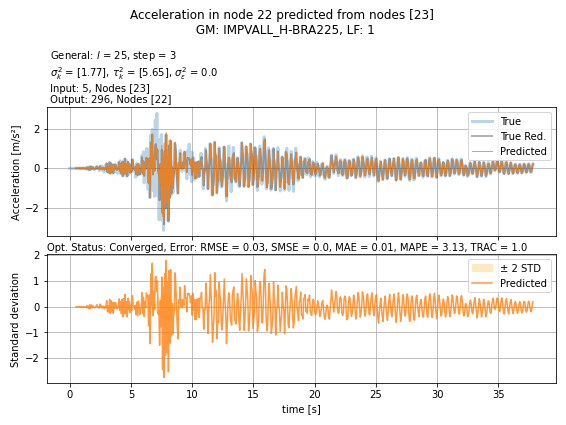 Acceleration in node 22 predicted from nodes [23]
GM: IMPVALL_H-BRA225, LF: 1
General: l = 25, step = 3
σ²ₖ = [1.77], τ²ₖ = [5.65], σ²ε = 0.0
Input: 5, Nodes [23]
Output: 296, Nodes [22]
Acceleration [m/s²]
2
0
−2
True
True Red.
Predicted
Opt. Status: Converged, Error: RMSE = 0.03, SMSE = 0.0, MAE = 0.01, MAPE = 3.13, TRAC = 1.0
Standard deviation
2
1
0
−1
−2
± 2 STD
Predicted
0 5 10 15 20 25 30 35
time [s]